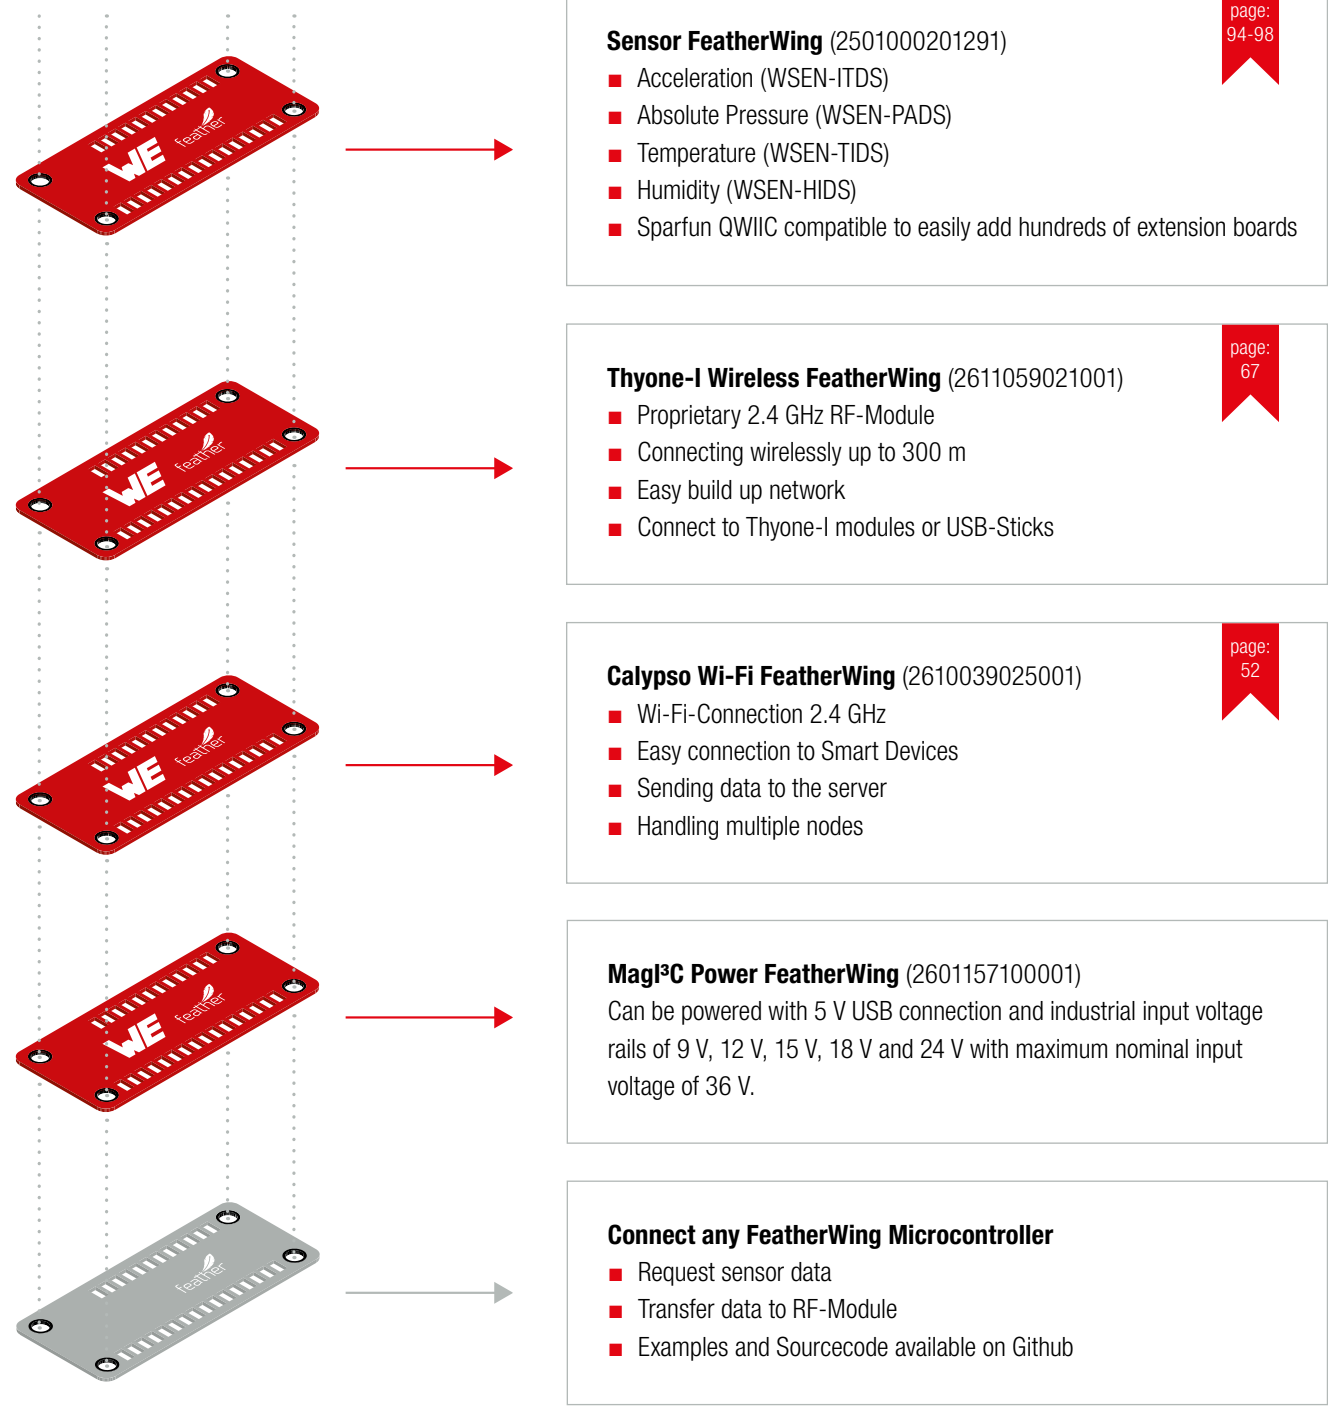 page:
94-98
Sensor FeatherWing (2501000201291)
Acceleration (WSEN-ITDS)
Absolute Pressure (WSEN-PADS)
Temperature (WSEN-TIDS)
Humidity (WSEN-HIDS)
Sparfun QWIIC compatible to easily add hundreds of extension boards
WE feather
page:
67
Thyone-I Wireless FeatherWing (2611059021001)
Proprietary 2.4 GHz RF-Module
Connecting wirelessly up to 300 m
Easy build up network
Connect to Thyone-I modules or USB-Sticks
WE feather
page:
52
Calypso Wi-Fi FeatherWing (2610039025001)
Wi-Fi-Connection 2.4 GHz
Easy connection to Smart Devices
Sending data to the server
Handling multiple nodes
WE feather
MagI³C Power FeatherWing (2601157100001)
Can be powered with 5 V USB connection and industrial input voltage
rails of 9 V, 12 V, 15 V, 18 V and 24 V with maximum nominal input
voltage of 36 V.
WE feather
Connect any FeatherWing Microcontroller
Request sensor data
Transfer data to RF-Module
Examples and Sourcecode available on Github
feather